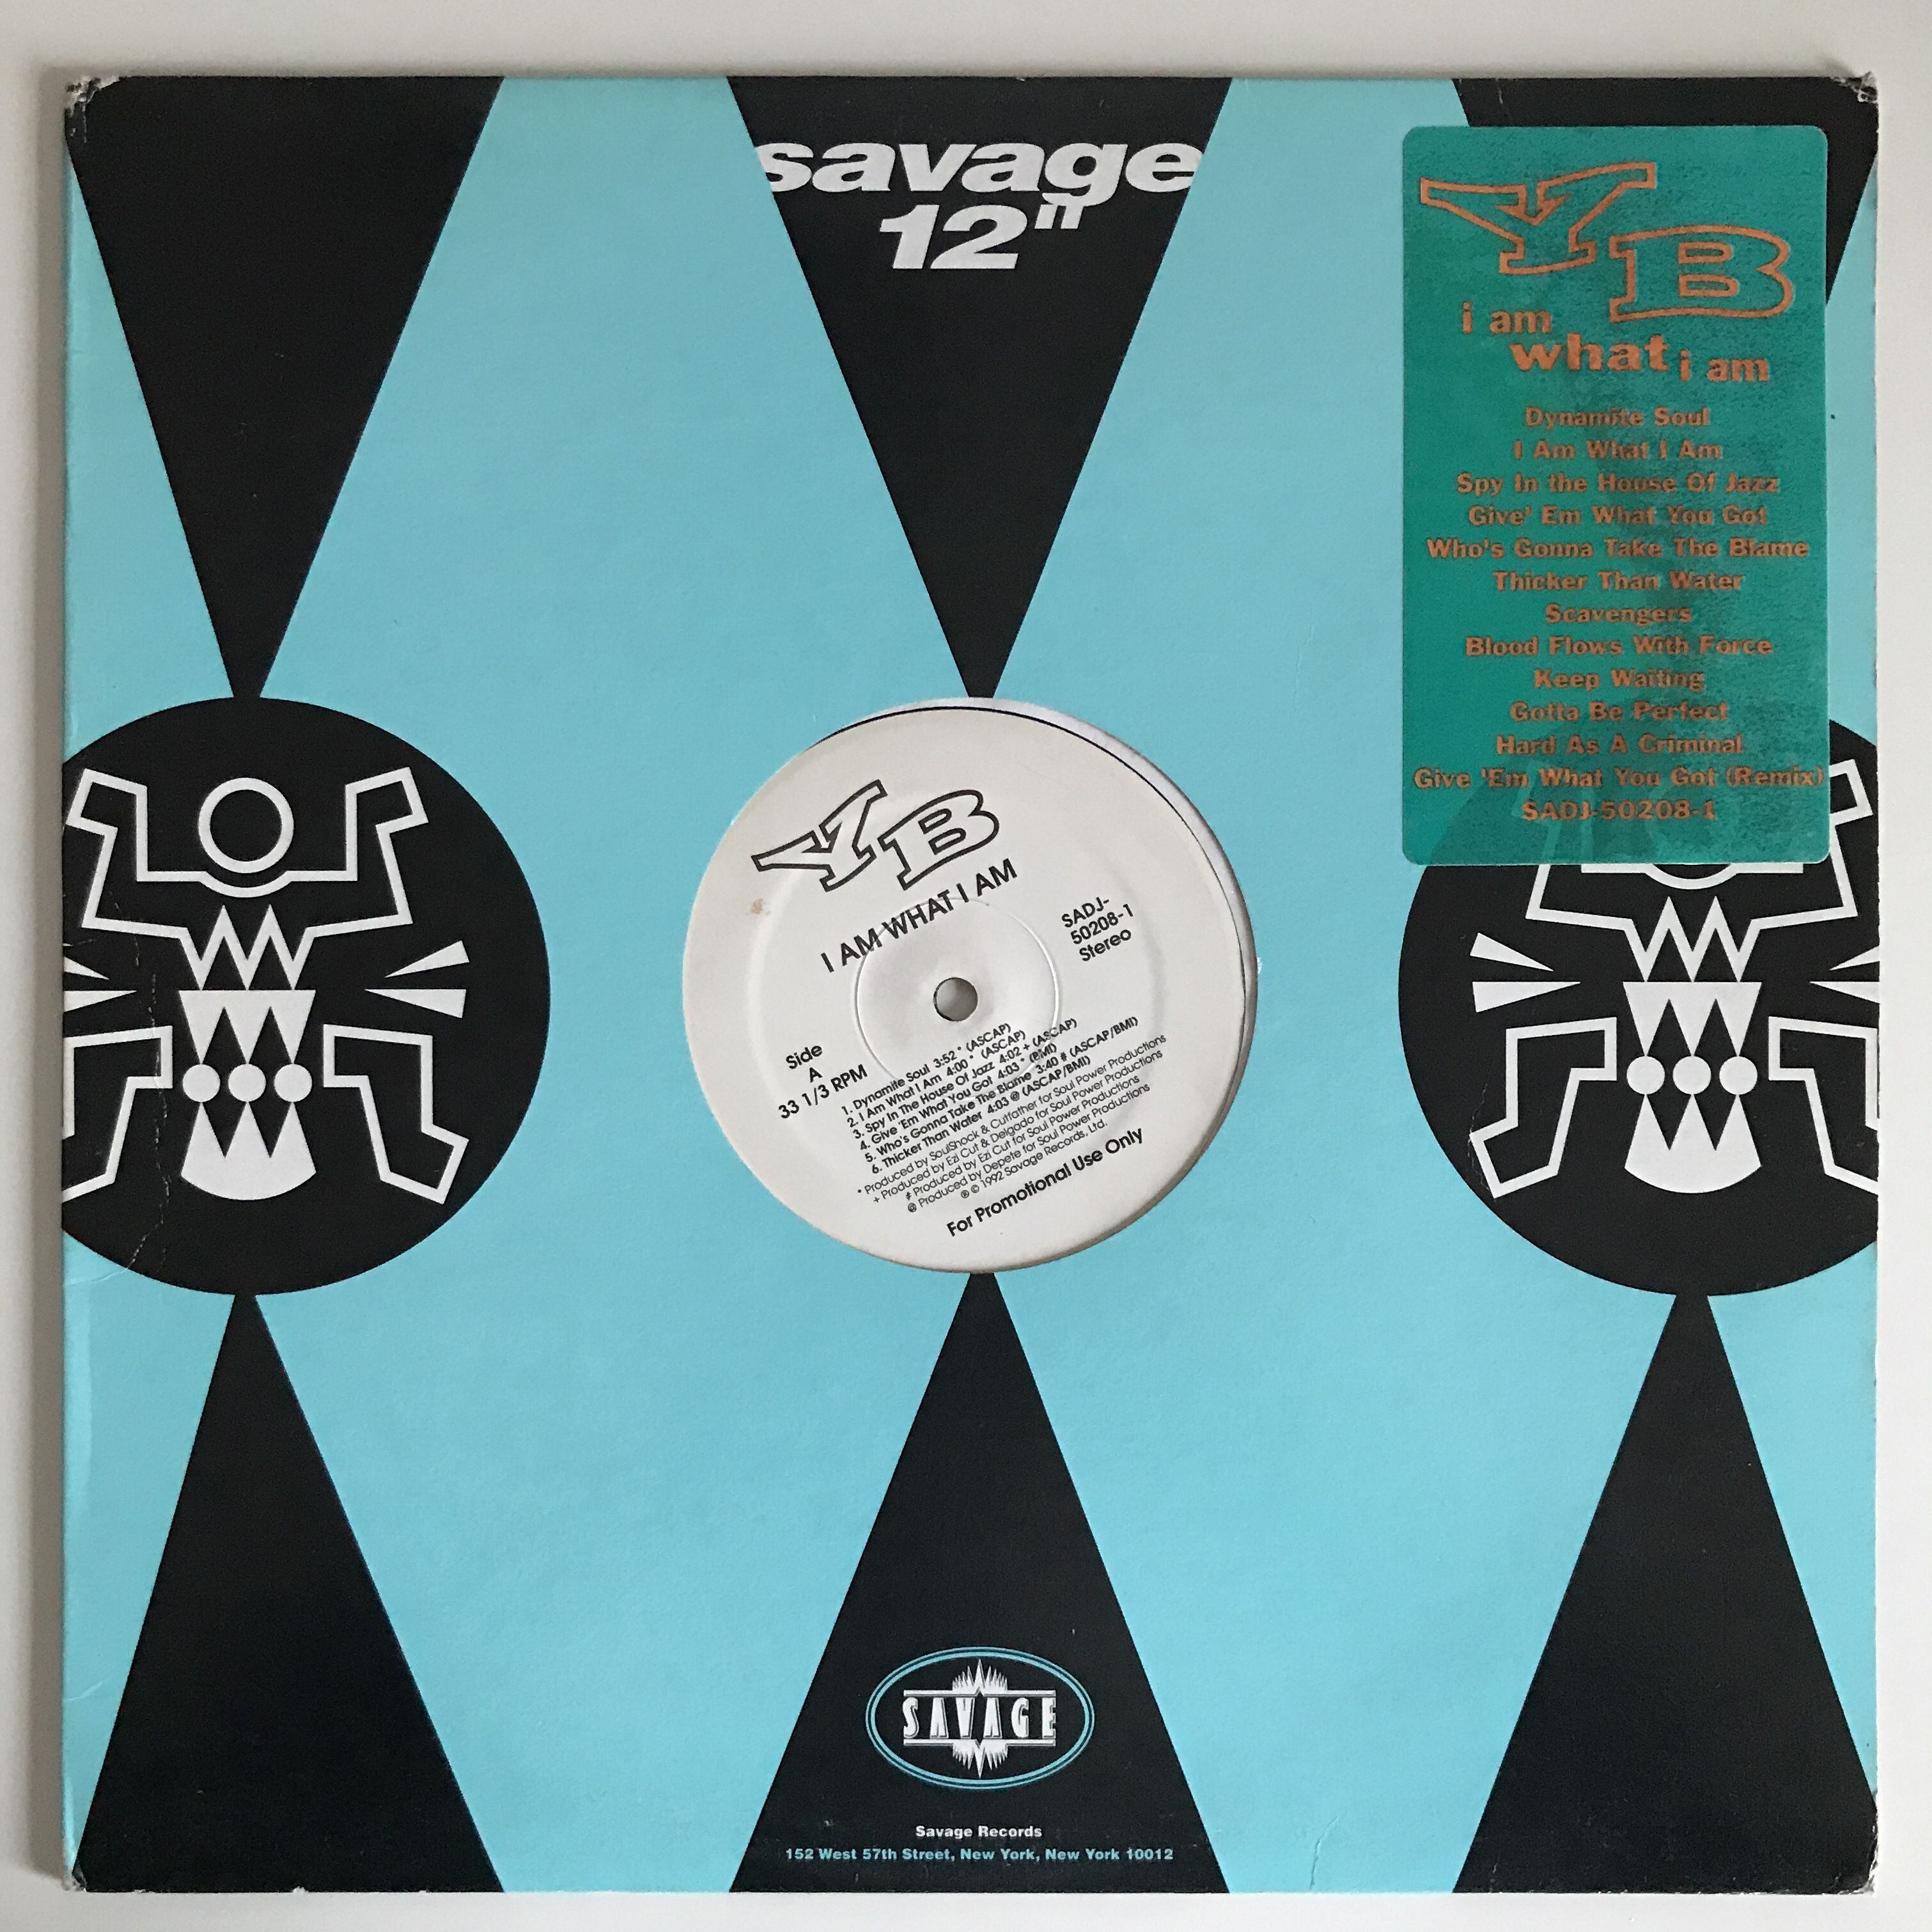 savage
12"
YB
i am
what i am
Dynamite Soul
I Am What I Am
Spy In the House Of Jazz
Give' Em What You Got
Who's Gonna Take The Blame
Thicker Than Water
Scavengers
Blood Flows With Force
Keep Waiting
Gotta Be Perfect
Hard As A Criminal
Give 'Em What You Got (Remix)
SADJ-50208-1
YB
I AM WHAT I AM
SADJ-
50208-1
Stereo
Side
A
33 1/3 RPM
1. Dynamite Soul 3:52 * (ASCAP)
2. I Am What I Am 4:00 * (ASCAP)
3. Spy In The House Of Jazz 4:02 + (ASCAP)
4. Give 'Em What You Got 4:03 * (BMI)
5. Who's Gonna Take The Blame 3:40 # (ASCAP/BMI)
6. Thicker Than Water 4:03 @ (ASCAP/BMI)
* Produced by SoulShock & Cutfather for Soul Power Productions
+ Produced by Ezi Cut & Delgado for Soul Power Productions
# Produced by Ezi Cut for Soul Power Productions
@ Produced by Depete for Soul Power Productions
℗ © 1992 Savage Records, Ltd.
For Promotional Use Only
SAVAGE
Savage Records
152 West 57th Street, New York, New York 10012